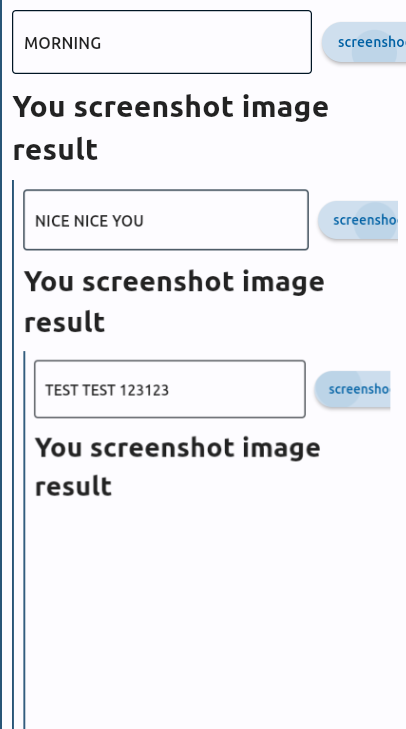 MORNING
screensho
You screenshot image
result
NICE NICE YOU
screensho
You screenshot image
result
TEST TEST 123123
screensho
You screenshot image
result